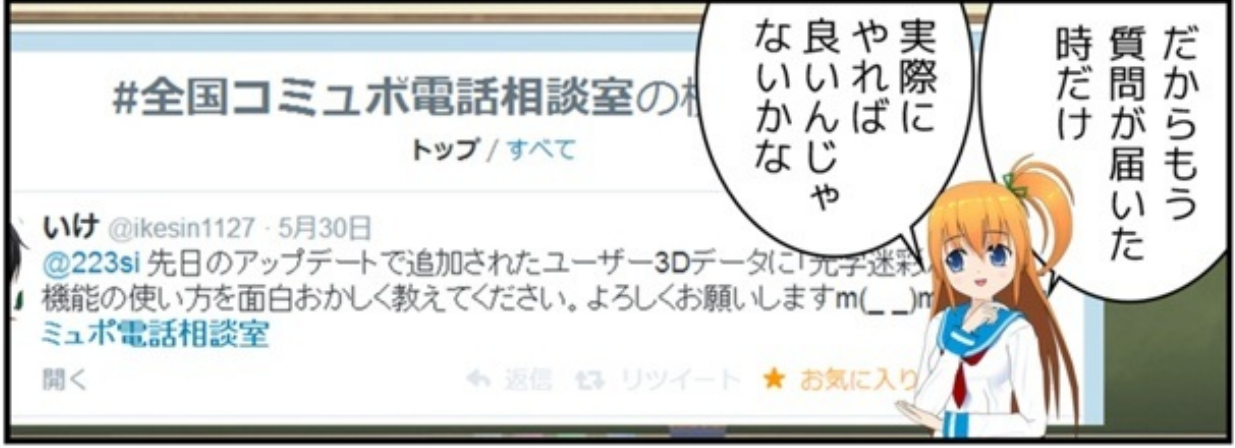 だからもう
質問が届いた
時だけ
実際に
やれば
良いんじゃ
ないかな
#全国コミュポ電話相談室の
トップ / すべて
いけ @ikesin1127 · 5月30日
@223si 先日のアップデートで追加されたユーザー3Dデータに「光学迷彩
機能の使い方を面白おかしく教えてください。よろしくお願いしますm(_ _)m
ミュポ電話相談室
開く 返信 リツイート お気に入り